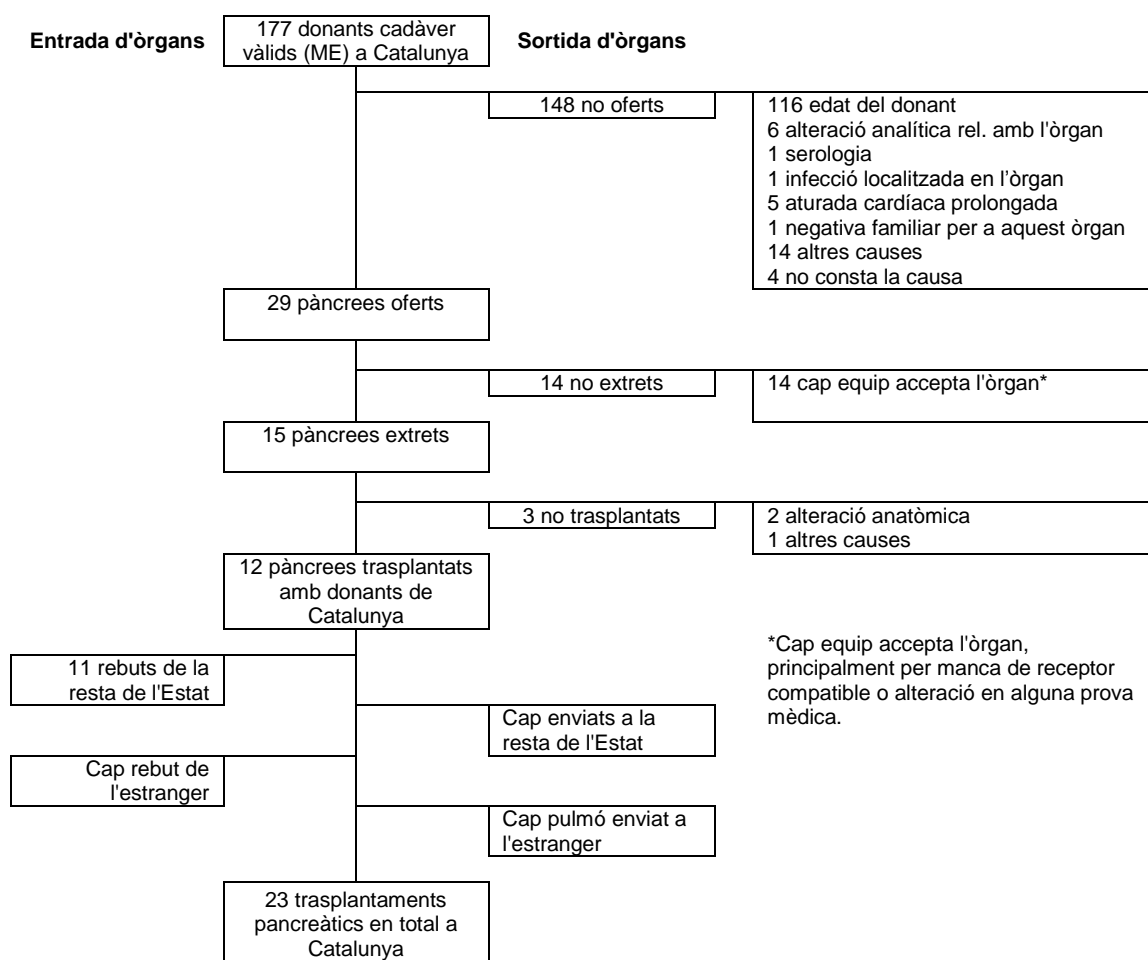 Entrada d'òrgans
177 donants cadàver
vàlids (ME) a Catalunya
Sortida d'òrgans
148 no oferts
116 edat del donant
6 alteració analítica rel. amb l'òrgan
1 serologia
1 infecció localitzada en l’òrgan
5 aturada cardíaca prolongada
1 negativa familiar per a aquest òrgan
14 altres causes
4 no consta la causa
29 pàncrees oferts
14 no extrets
14 cap equip accepta l'òrgan*
15 pàncrees extrets
3 no trasplantats
2 alteració anatòmica
1 altres causes
12 pàncrees trasplantats
amb donants de
Catalunya
*Cap equip accepta l'òrgan,
principalment per manca de receptor
compatible o alteració en alguna prova
mèdica.
11 rebuts de la
resta de l'Estat
Cap enviats a la
resta de l'Estat
Cap rebut de
l'estranger
Cap pulmó enviat a
l'estranger
23 trasplantaments
pancreàtics en total a
Catalunya